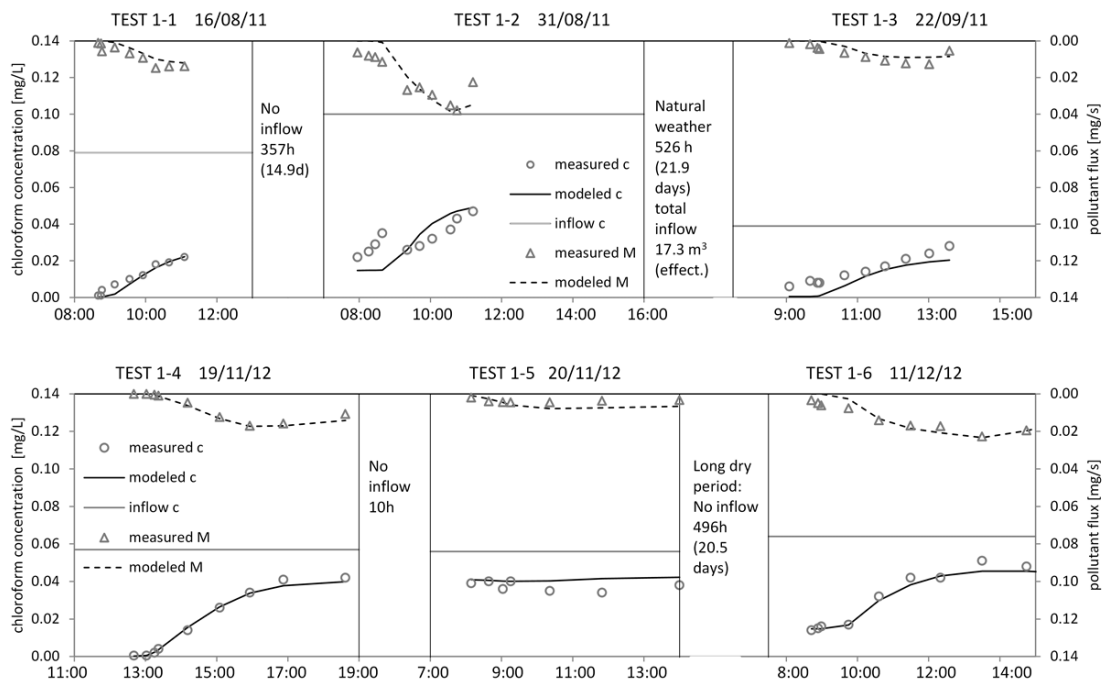 TEST 1-1 16/08/11
TEST 1-2 31/08/11
TEST 1-3 22/09/11
chloroform concentration [mg/L]
0.14
0.12
0.10
0.08
0.06
0.04
0.02
0.00
08:00 10:00 12:00
No
inflow
357h
(14.9d)
08:00 10:00 12:00 14:00 16:00
measured c
modeled c
inflow c
measured M
modeled M
Natural
weather
526 h
(21.9
days)
total
inflow
17.3 m³
(effect.)
9:00 11:00 13:00 15:00
0.00
0.02
0.04
0.06
0.08
0.10
0.12
0.14
pollutant flux [mg/s]
TEST 1-4 19/11/12
TEST 1-5 20/11/12
TEST 1-6 11/12/12
chloroform concentration [mg/L]
0.14
0.12
0.10
0.08
0.06
0.04
0.02
0.00
measured c
modeled c
inflow c
measured M
modeled M
11:00 13:00 15:00 17:00 19:00
No
inflow
10h
7:00 9:00 11:00 13:00
Long dry
period:
No inflow
496h
(20.5
days)
8:00 10:00 12:00 14:00
0.00
0.02
0.04
0.06
0.08
0.10
0.12
0.14
pollutant flux [mg/s]